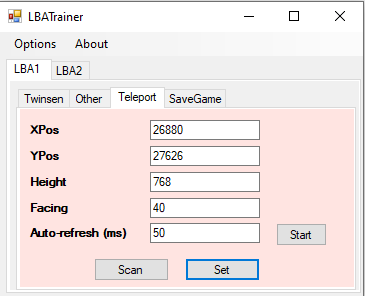 LBATrainer
Options About
LBA1 LBA2
Twinsen Other Teleport SaveGame
XPos 26880
YPos 27626
Height 768
Facing 40
Auto-refresh (ms) 50 Start
Scan Set